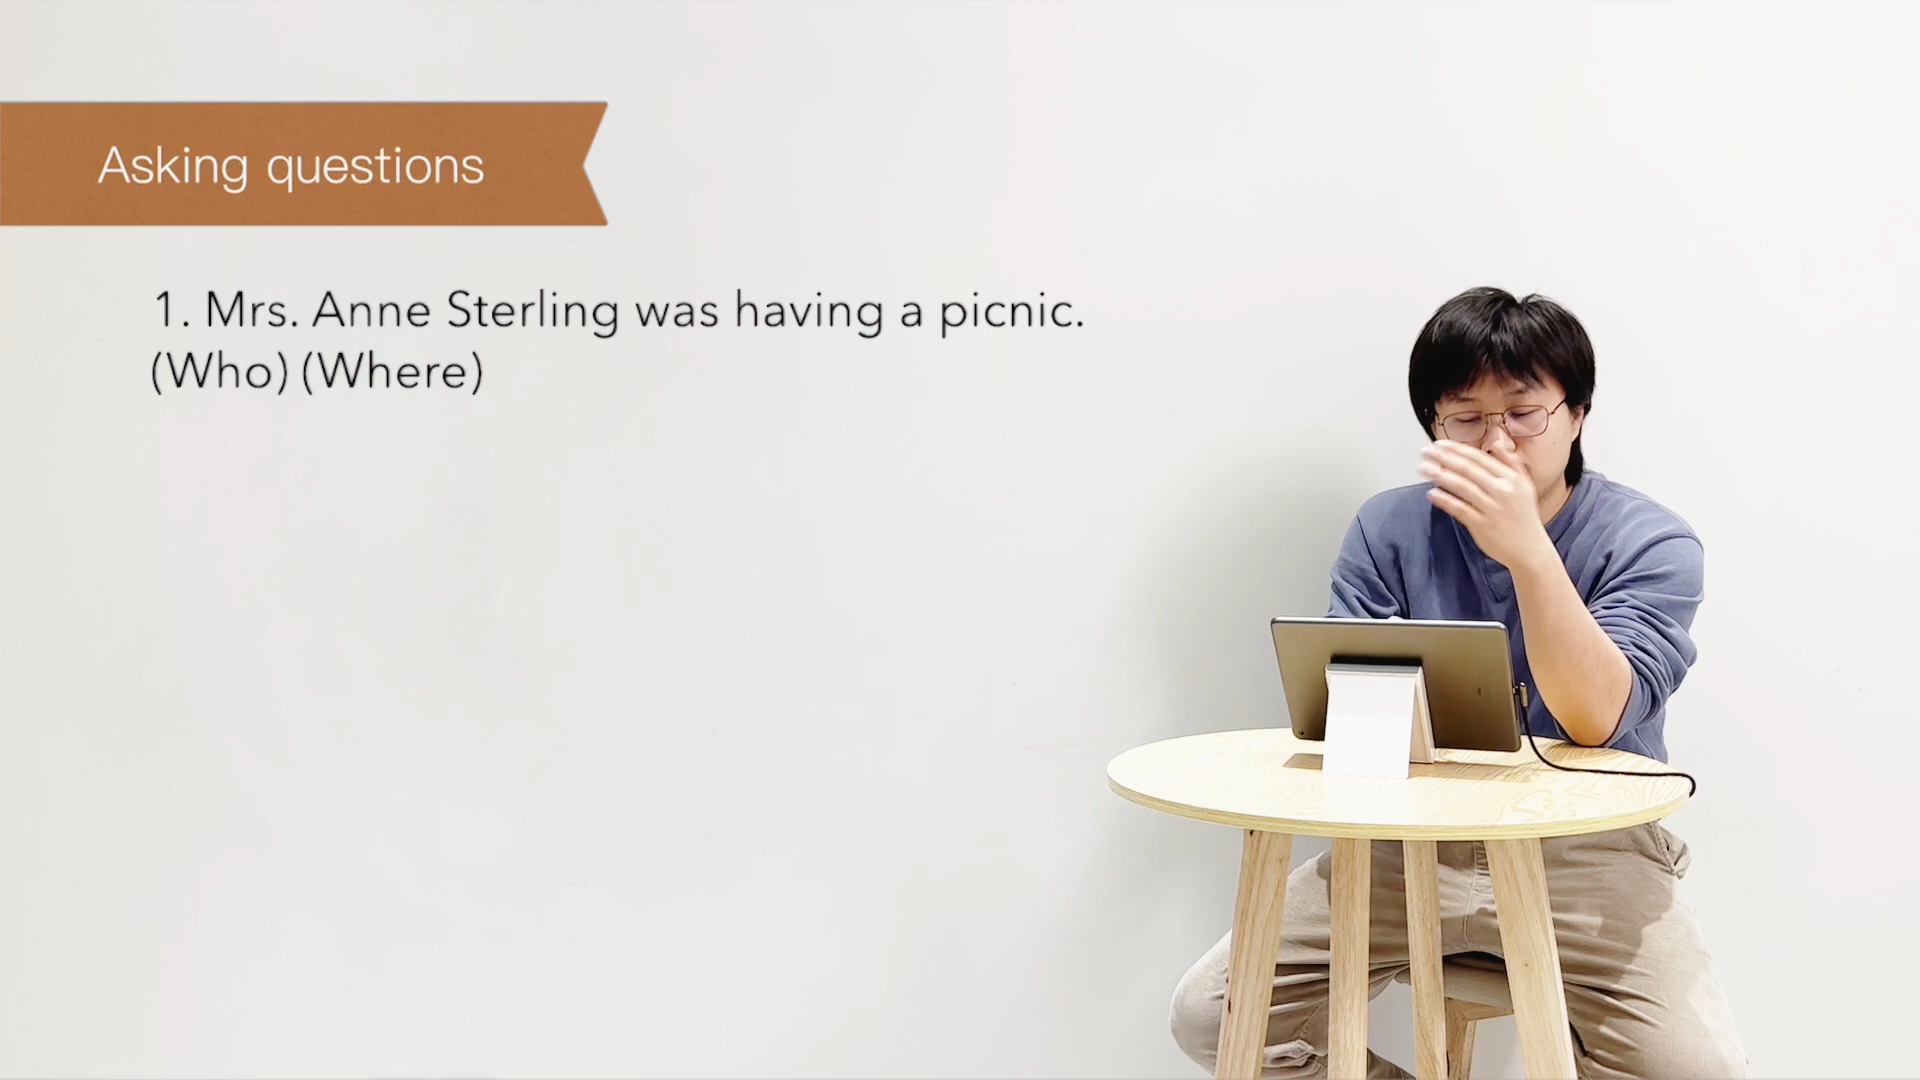 Asking questions
1. Mrs. Anne Sterling was having a picnic.
(Who) (Where)